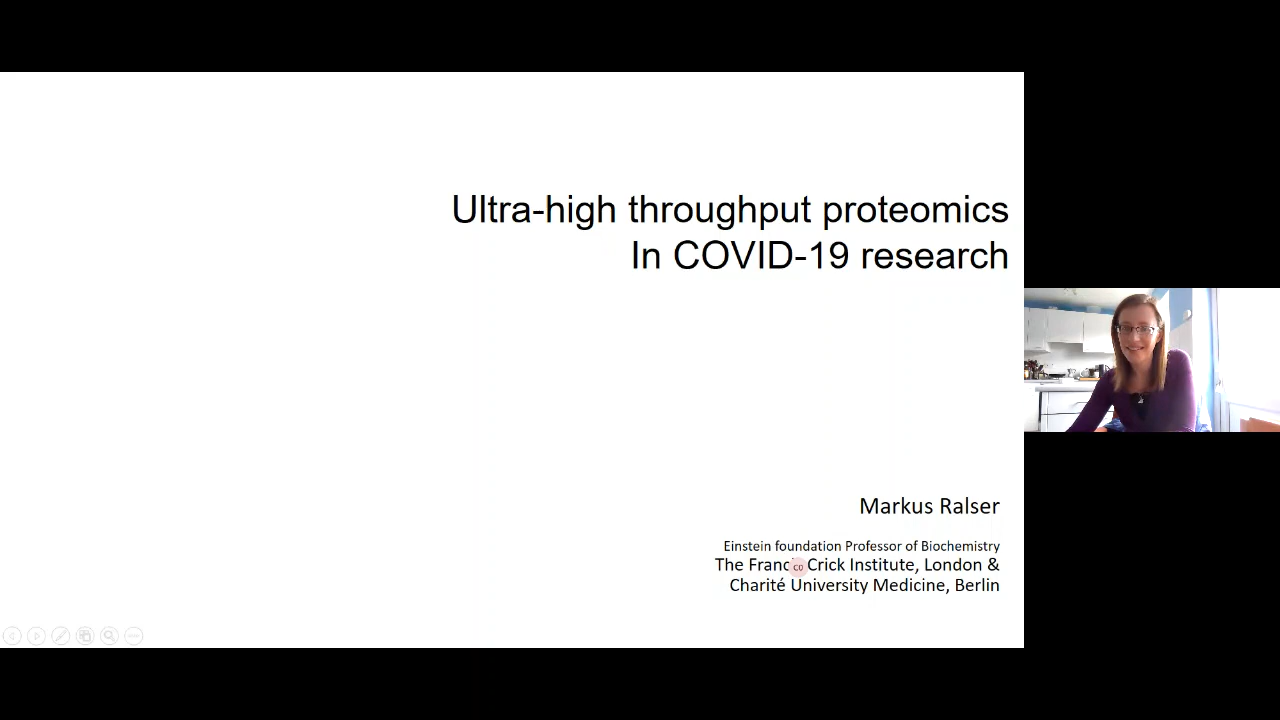 Ultra-high throughput proteomics
In COVID-19 research
Markus Ralser
Einstein foundation Professor of Biochemistry
The Francis Crick Institute, London &
Charité University Medicine, Berlin